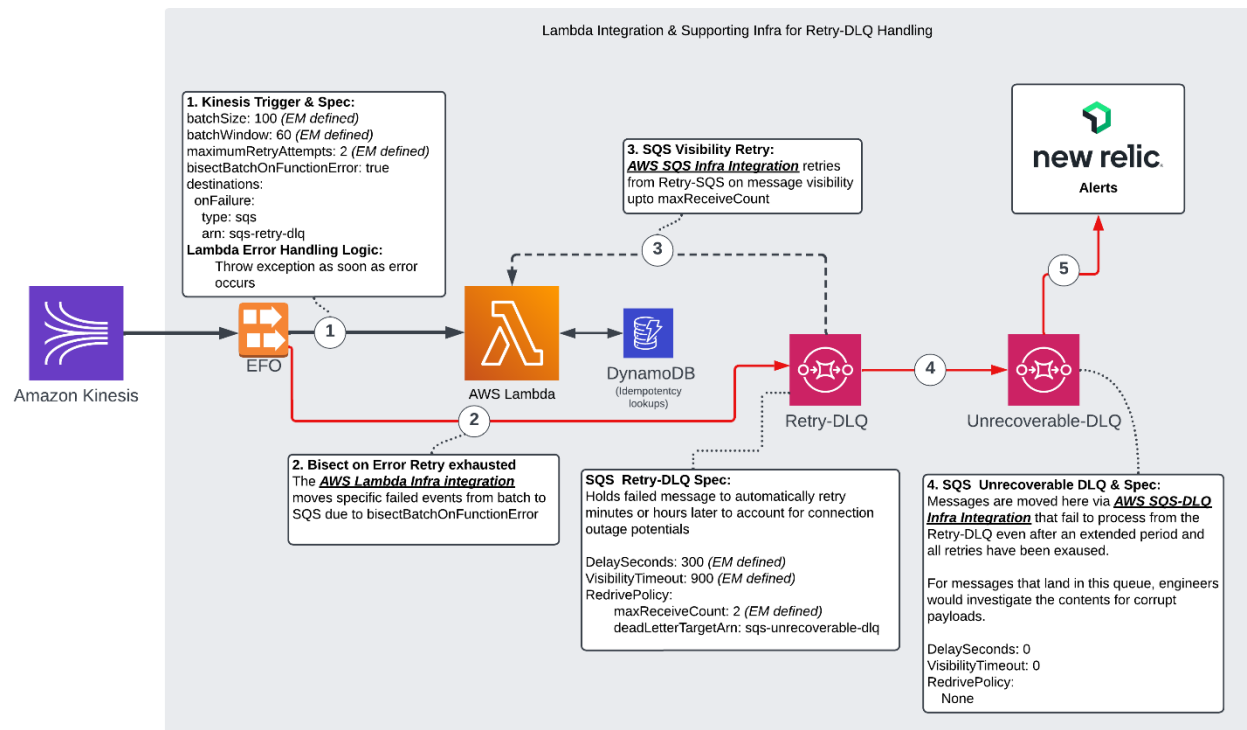 Lambda Integration & Supporting Infra for Retry-DLQ Handling
1. Kinesis Trigger & Spec:
batchSize: 100 (EM defined)
batchWindow: 60 (EM defined)
maximumRetryAttempts: 2 (EM defined)
bisectBatchOnFunctionError: true
destinations:
onFailure:
type: sqs
arn: sqs-retry-dlq
Lambda Error Handling Logic:
Throw exception as soon as error
occurs
3. SQS Visibility Retry:
AWS SQS Infra Integration retries
from Retry-SQS on message visibility
upto maxReceiveCount
new relic.
Alerts
3
5
1
Amazon Kinesis
EFO
AWS Lambda
DynamoDB
(Idempotentcy
lookups)
4
Retry-DLQ
Unrecoverable-DLQ
2
2. Bisect on Error Retry exhausted
The AWS Lambda Infra integration
moves specific failed events from batch to
SQS due to bisectBatchOnFunctionError
SQS Retry-DLQ Spec:
Holds failed message to automatically retry
minutes or hours later to account for connection
outage potentials
DelaySeconds: 300 (EM defined)
VisibilityTimeout: 900 (EM defined)
RedrivePolicy:
maxReceiveCount: 2 (EM defined)
deadLetterTargetArn: sqs-unrecoverable-dlq
4. SQS Unrecoverable DLQ & Spec:
Messages are moved here via AWS SQS-DLQ
Infra Integration that fail to process from the
Retry-DLQ even after an extended period and
all retries have been exaused.
For messages that land in this queue, engineers
would investigate the contents for corrupt
payloads.
DelaySeconds: 0
VisibilityTimeout: 0
RedrivePolicy:
None